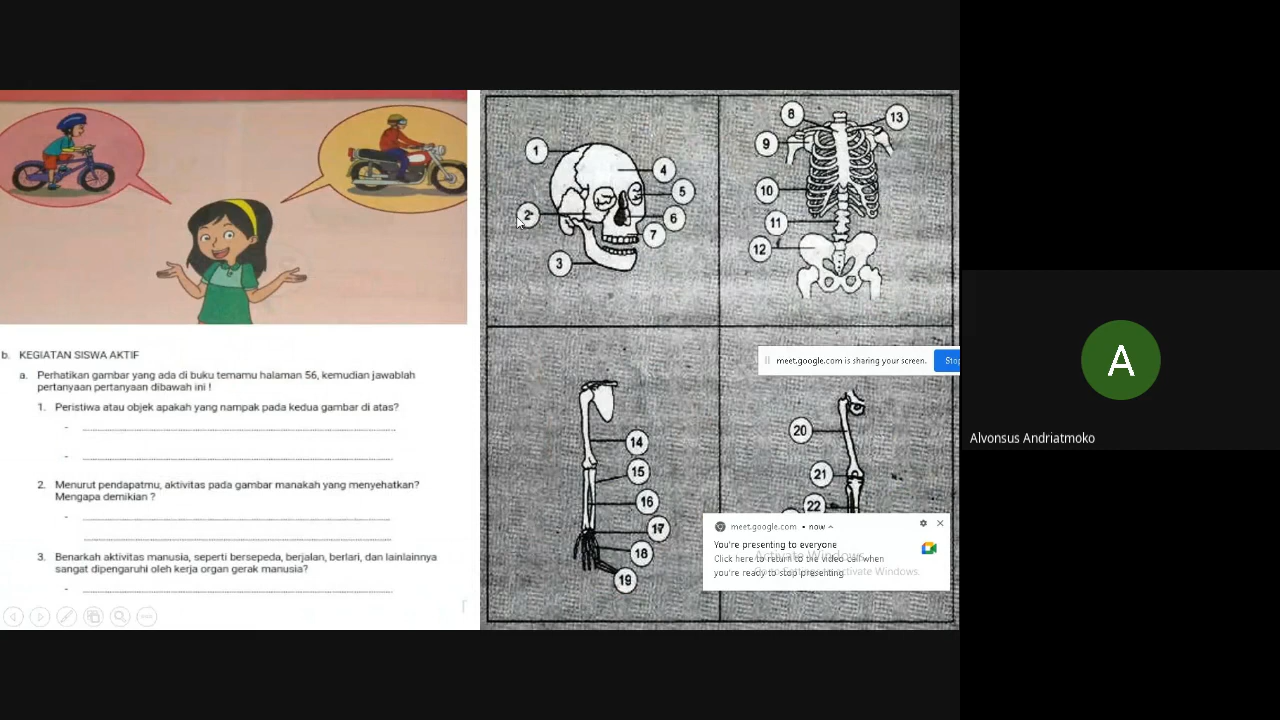 b. KEGIATAN SISWA AKTIF
a. Perhatikan gambar yang ada di buku temamu halaman 56, kemudian jawablah
pertanyaan pertanyaan dibawah ini !
1. Peristiwa atau objek apakah yang nampak pada kedua gambar di atas?
-
-
2. Menurut pendapatmu, aktivitas pada gambar manakah yang menyehatkan?
Mengapa demikian ?
-
3. Benarkah aktivitas manusia, seperti bersepeda, berjalan, berlari, dan lainlainnya
sangat dipengaruhi oleh kerja organ gerak manusia?
-
1
2
3
4
5
6
7
8
9
10
11
12
13
14
15
16
17
18
19
20
21
22
meet.google.com is sharing your screen.
Stop
meet.google.com • now
You're presenting to everyone
Click here to return to the video call when
you're ready to stop presenting.
Activate Windows
Activate Windows.
A
Alvonsus Andriatmoko